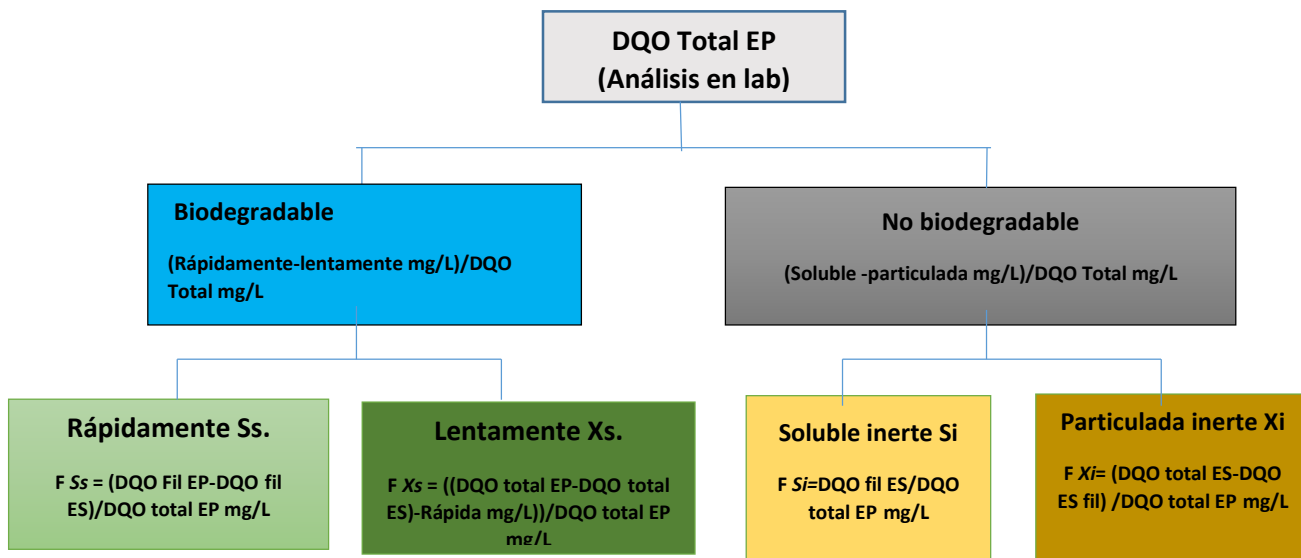 DQO Total EP
(Análisis en lab)
Biodegradable
(Rápidamente-lentamente mg/L)/DQO
Total mg/L
No biodegradable
(Soluble -particulada mg/L)/DQO Total mg/L
Rápidamente Ss.
F Ss = (DQO Fil EP-DQO fil
ES)/DQO total EP mg/L
Lentamente Xs.
F Xs = ((DQO total EP-DQO total
ES)-Rápida mg/L))/DQO total EP
mg/L
Soluble inerte Si
F Si=DQO fil ES/DQO
total EP mg/L
Particulada inerte Xi
F Xi= (DQO total ES-DQO
ES fil) /DQO total EP mg/L